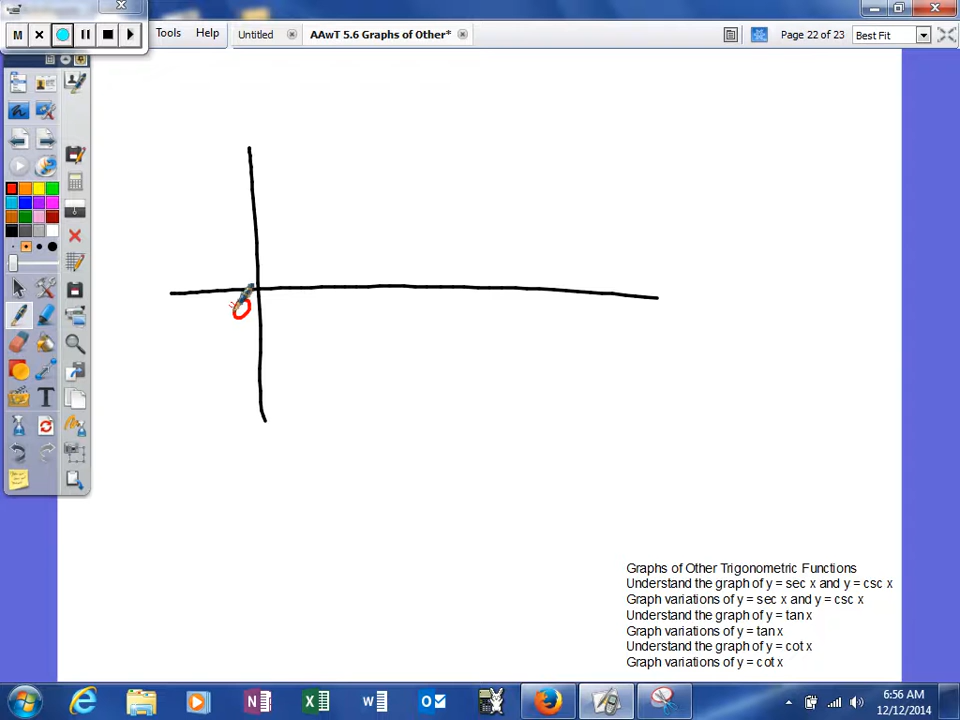 M
Tools Help Untitled AAwT 5.6 Graphs of Other* Page 22 of 23 Best Fit
0
Graphs of Other Trigonometric Functions
Understand the graph of y = sec x and y = csc x
Graph variations of y = sec x and y = csc x
Understand the graph of y = tan x
Graph variations of y = tan x
Understand the graph of y = cot x
Graph variations of y = cot x
6:56 AM
12/12/2014